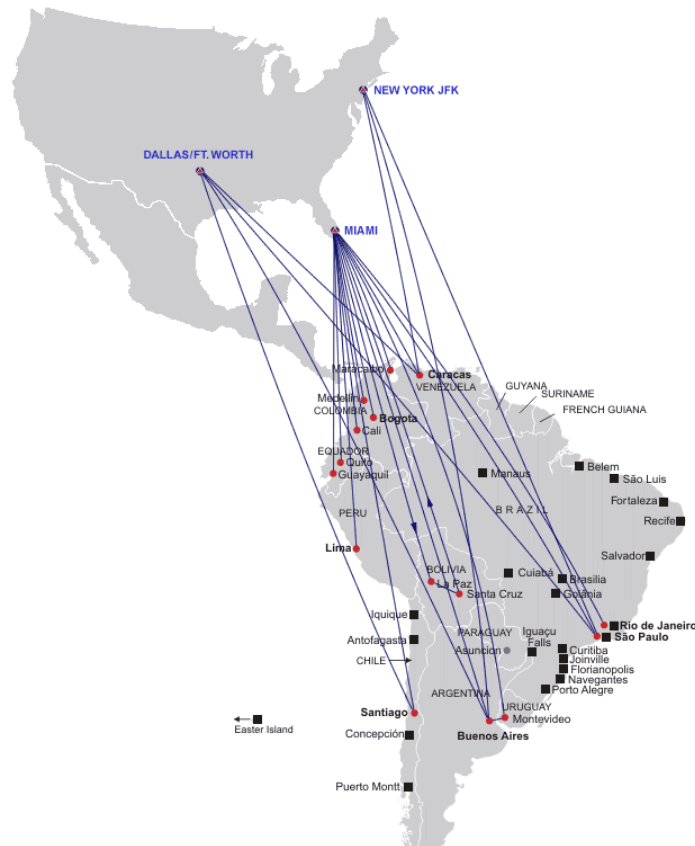 NEW YORK JFK
DALLAS/FT. WORTH
MIAMI
Maracaibo
Caracas
VENEZUELA
GUYANA
SURINAME
FRENCH GUIANA
Medellin
COLOMBIA
Bogota
Cali
EQUADOR
Quito
Guayaquil
Manaus
Belem
São Luis
Fortaleza
PERU
BRAZIL
Recife
Lima
Salvador
BOLIVIA
La Paz
Cuiabá
Brasilia
Santa Cruz
Goiânia
Iquique
Rio de Janeiro
PARAGUAY
Iguaçu
Falls
São Paulo
Antofagasta
Asuncion
Curitiba
CHILE
Joinville
Florianopolis
Navegantes
ARGENTINA
Porto Alegre
Santiago
URUGUAY
Montevideo
Easter Island
Concepción
Buenos Aires
Puerto Montt